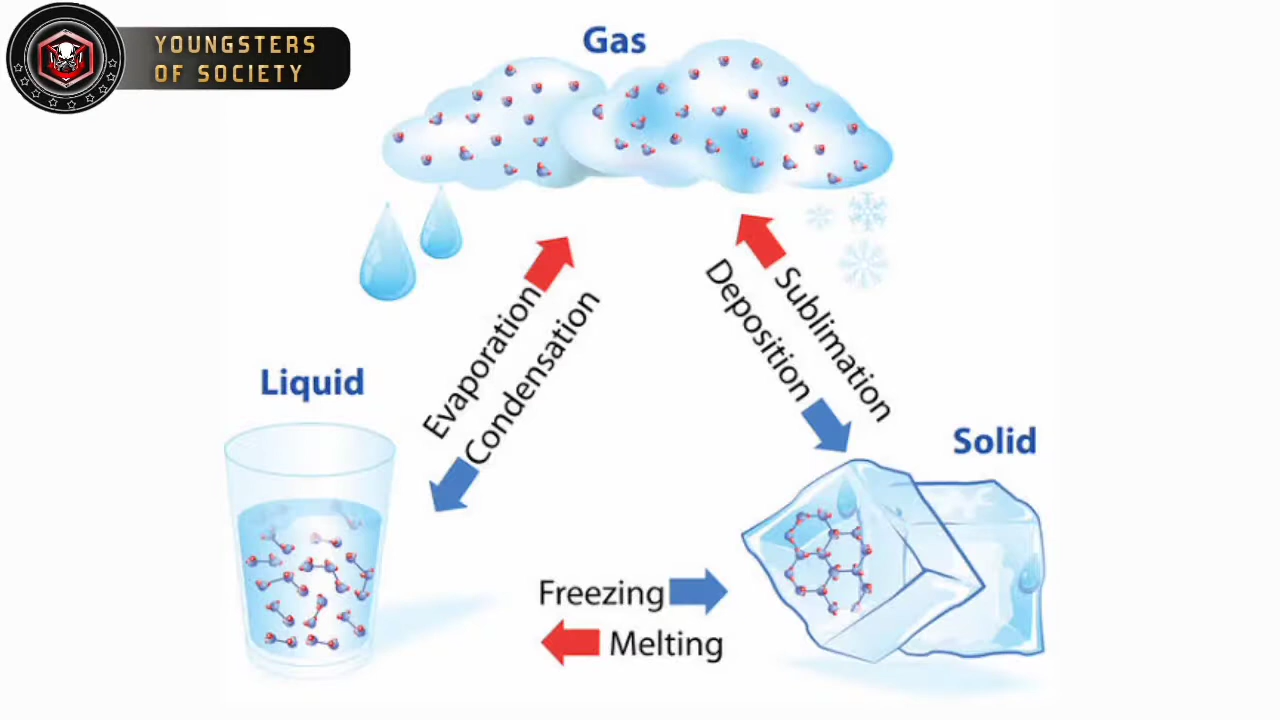 YOUNGSTERS
OF SOCIETY
Gas
Evaporation
Condensation
Deposition
Sublimation
Liquid
Solid
Freezing
Melting